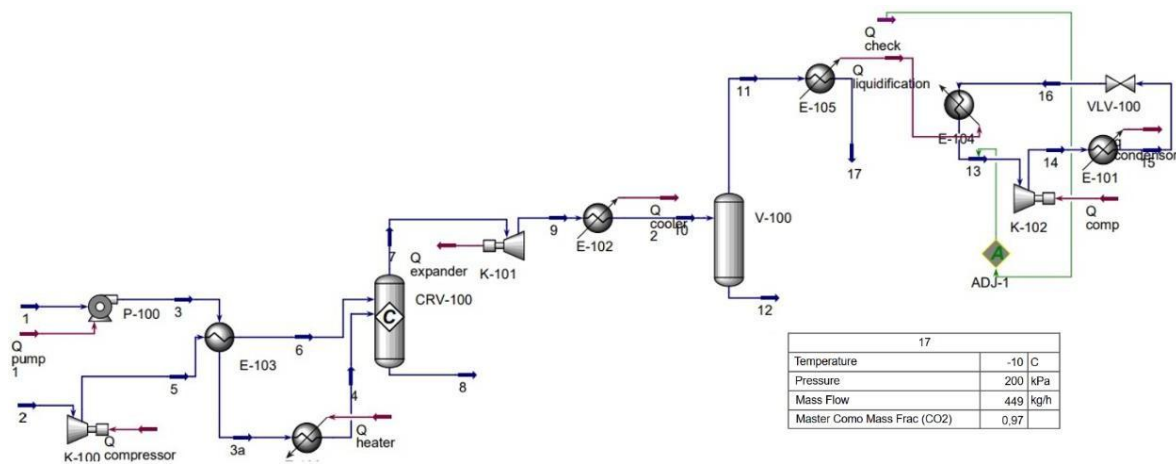 Q
check
11
Q
liquidification
E-105
16
VLV-100
E-104
17
13
14
E-101
condensor
15
K-102
Q
comp
A
ADJ-1
7
9
E-102
Q
cooler
2
10
V-100
Q
expander
K-101
CRV-100
C
12
1
P-100
3
Q
pump
1
6
E-103
5
4
8
2
K-100
Q
compressor
3a
Q
heater
17
Temperature -10 C
Pressure 200 kPa
Mass Flow 449 kg/h
Master Como Mass Frac (CO2) 0,97